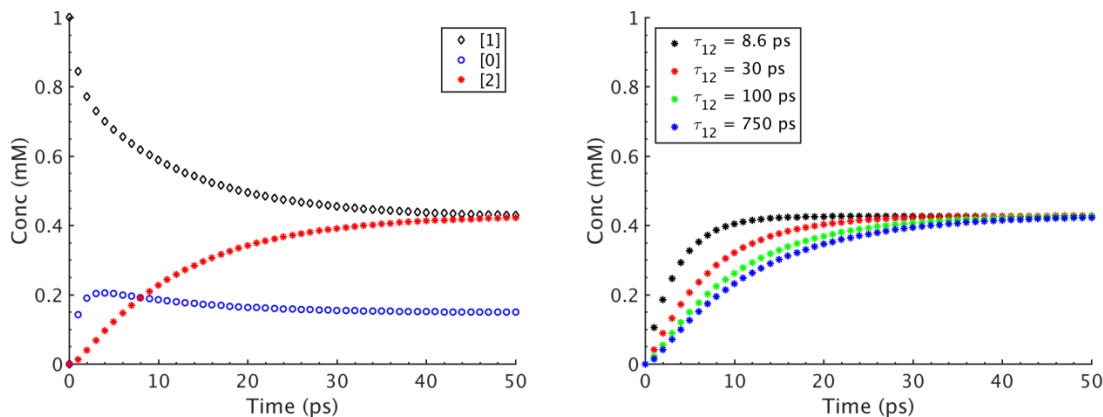 1
0.8
0.6
0.4
0.2
0
Conc (mM)
0 10 20 30 40 50
Time (ps)
[1]
[0]
[2]
1
0.8
0.6
0.4
0.2
0
Conc (mM)
0 10 20 30 40 50
Time (ps)
τ12 = 8.6 ps
τ12 = 30 ps
τ12 = 100 ps
τ12 = 750 ps